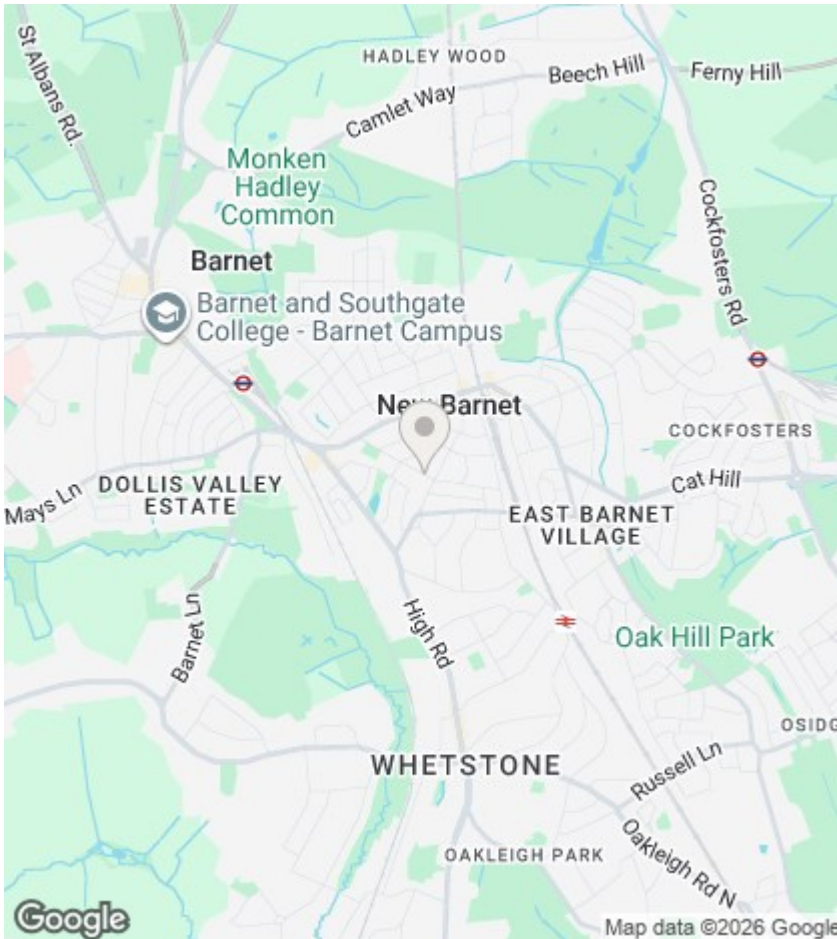 HADLEY WOOD
St Albans Rd.
Beech Hill
Ferny Hill
Camlet Way
Monken
Hadley
Common
Cockfosters Rd
Barnet
Barnet and Southgate
College - Barnet Campus
New Barnet
COCKFOSTERS
Mays Ln
DOLLIS VALLEY
ESTATE
Cat Hill
EAST BARNET
VILLAGE
Barnet Ln
High Rd
Oak Hill Park
OSIDG
WHETSTONE
Russell Ln
OAKLEIGH PARK
Oakleigh Rd N
Google
Map data ©2026 Google